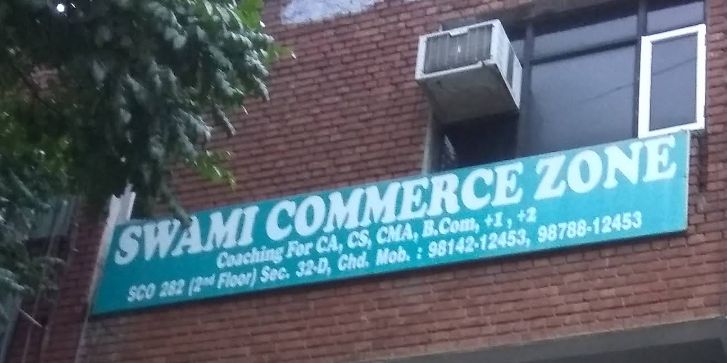 SWAMI COMMERCE ZONE
Coaching For CA, CS, CMA, B.Com, +1, +2
SCO 282 (2nd Floor) Sec. 32-D, Chd. Mob. : 98142-12453, 98788-12453